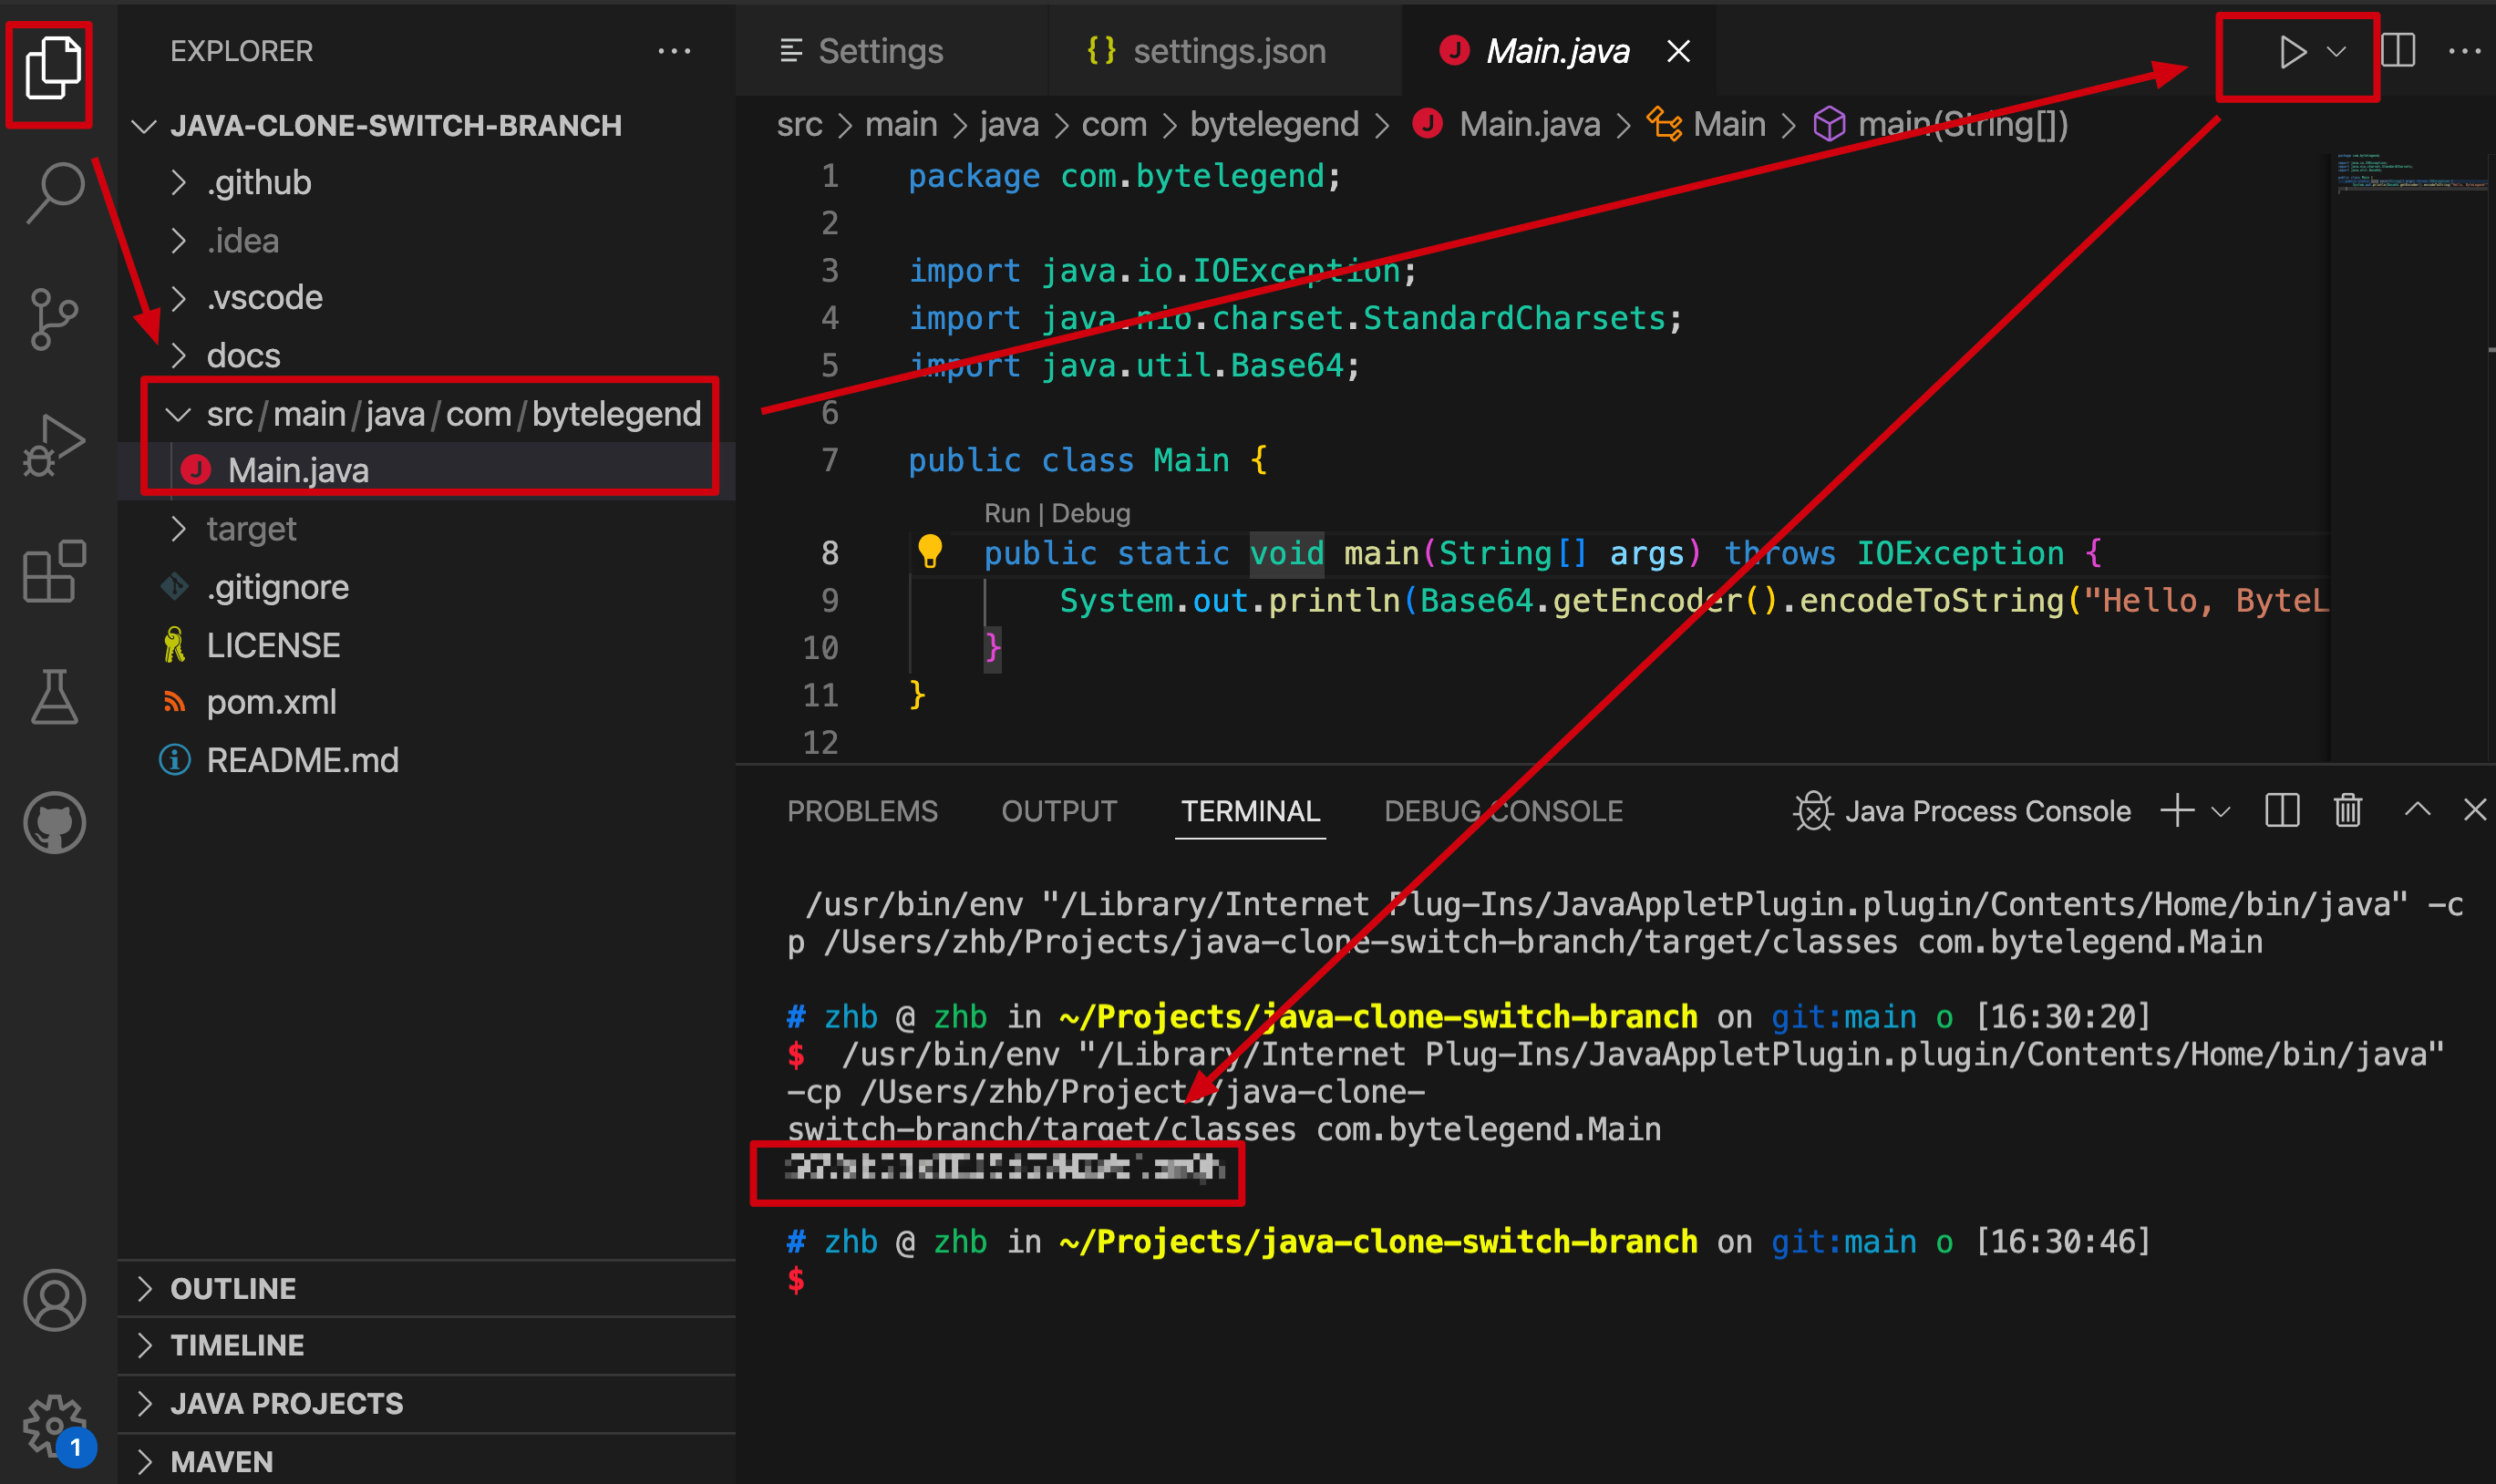 EXPLORER
JAVA-CLONE-SWITCH-BRANCH
.github
.idea
.vscode
docs
src/main/java/com/bytelegend
J Main.java
target
.gitignore
LICENSE
pom.xml
README.md
OUTLINE
TIMELINE
JAVA PROJECTS
MAVEN
1
Settings
{} settings.json
J Main.java
src > main > java > com > bytelegend > J Main.java > Main > main(String[])
1 package com.bytelegend;
2
3 import java.io.IOException;
4 import java.nio.charset.StandardCharsets;
5 import java.util.Base64;
6
7 public class Main {
Run | Debug
8 public static void main(String[] args) throws IOException {
9 System.out.println(Base64.getEncoder().encodeToString("Hello, ByteL
10 }
11 }
12
PROBLEMS OUTPUT TERMINAL DEBUG CONSOLE Java Process Console
/usr/bin/env "/Library/Internet Plug-Ins/JavaAppletPlugin.plugin/Contents/Home/bin/java" -c
p /Users/zhb/Projects/java-clone-switch-branch/target/classes com.bytelegend.Main
# zhb @ zhb in ~/Projects/java-clone-switch-branch on git:main o [16:30:20]
$ /usr/bin/env "/Library/Internet Plug-Ins/JavaAppletPlugin.plugin/Contents/Home/bin/java"
-cp /Users/zhb/Projects/java-clone-
switch-branch/target/classes com.bytelegend.Main
# zhb @ zhb in ~/Projects/java-clone-switch-branch on git:main o [16:30:46]
$